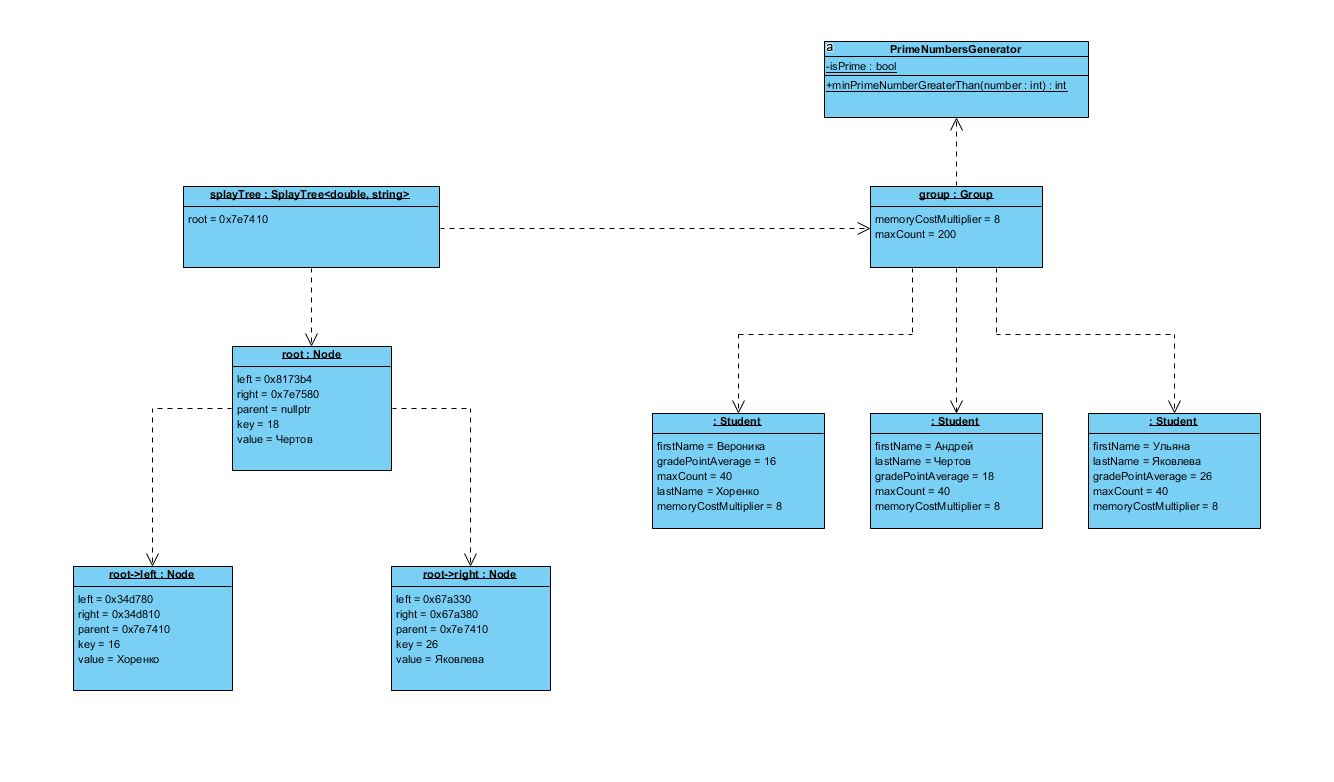 a
PrimeNumbersGenerator
-isPrime : bool
+minPrimeNumberGreaterThan(number : int) : int
splayTree : SplayTree<double, string>
root = 0x7e7410
group : Group
memoryCostMultiplier = 8
maxCount = 200
root : Node
left = 0x8173b4
right = 0x7e7580
parent = nullptr
key = 18
value = Чертов
: Student
firstName = Вероника
gradePointAverage = 16
maxCount = 40
lastName = Хоренко
memoryCostMultiplier = 8
: Student
firstName = Андрей
lastName = Чертов
gradePointAverage = 18
maxCount = 40
memoryCostMultiplier = 8
: Student
firstName = Ульяна
lastName = Яковлева
gradePointAverage = 26
maxCount = 40
memoryCostMultiplier = 8
root->left : Node
left = 0x34d780
right = 0x34d810
parent = 0x7e7410
key = 16
value = Хоренко
root->right : Node
left = 0x67a330
right = 0x67a380
parent = 0x7e7410
key = 26
value = Яковлева